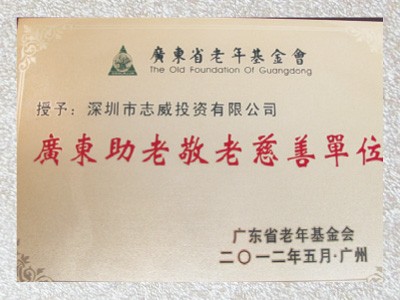 廣東省老年基金會
The Old Foundation Of Guangdong
授予：深圳市志威投资有限公司
廣東助老敬老慈善單位
广东省老年基金会
二〇一二年五月·广州